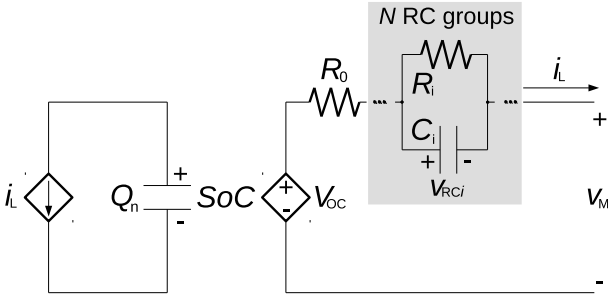 N RC groups
R0
Ri
iL
+
Ci
+ -
vRCi
iL
Qn
+
-
SoC
+
-
VOC
vM
-